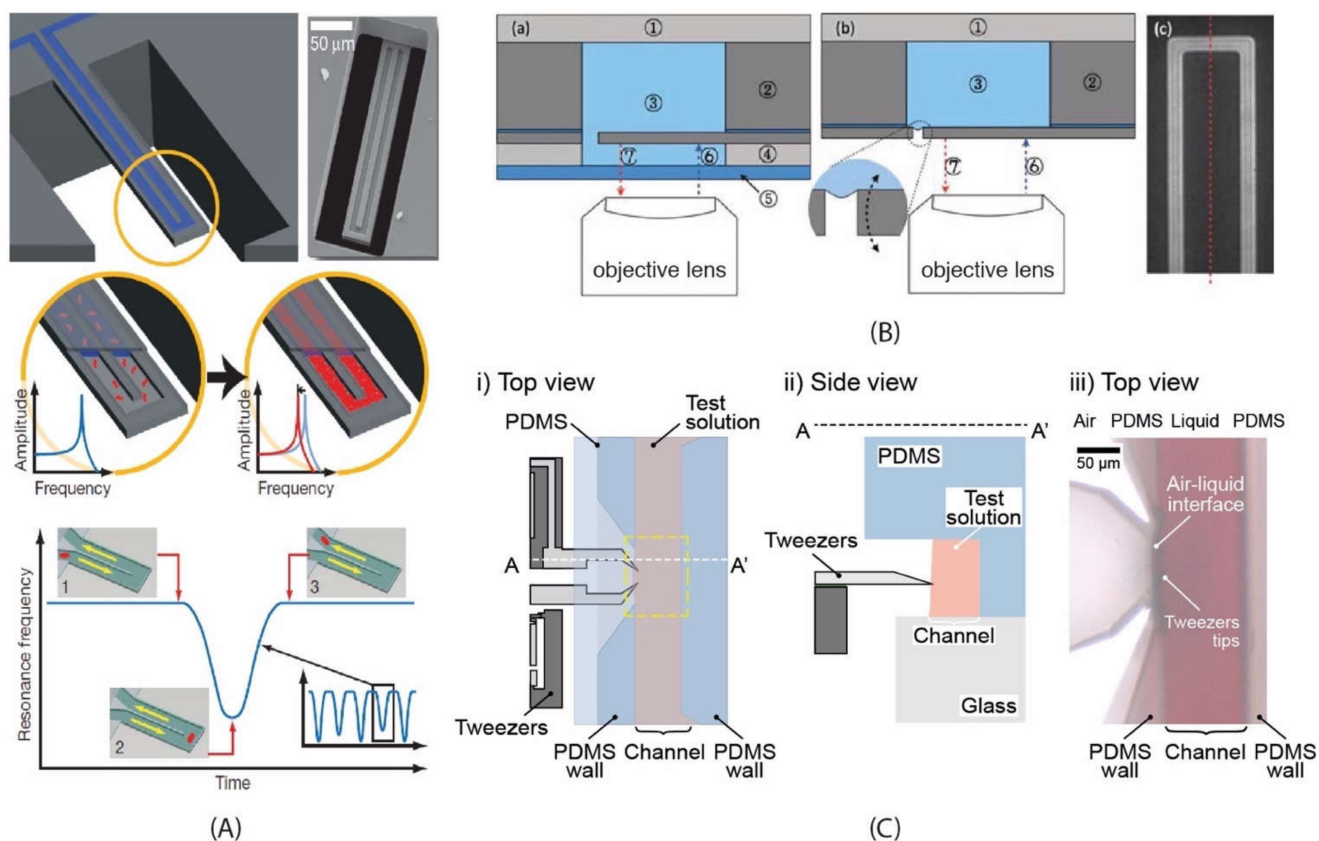 50 μm
Amplitude
Frequency
Amplitude
Frequency
Resonance frequency
1
3
2
Time
(A)
(a)
①
②
③
④
⑦
⑥
⑤
objective lens
(b)
①
②
③
⑦
⑥
objective lens
(c)
(B)
i) Top view
PDMS
Test
solution
A
A'
Tweezers
PDMS
wall
Channel
PDMS
wall
ii) Side view
A
A'
PDMS
Test
solution
Tweezers
Channel
Glass
iii) Top view
Air PDMS Liquid PDMS
50 μm
Air-liquid
interface
Tweezers
tips
PDMS
wall
Channel
PDMS
wall
(C)